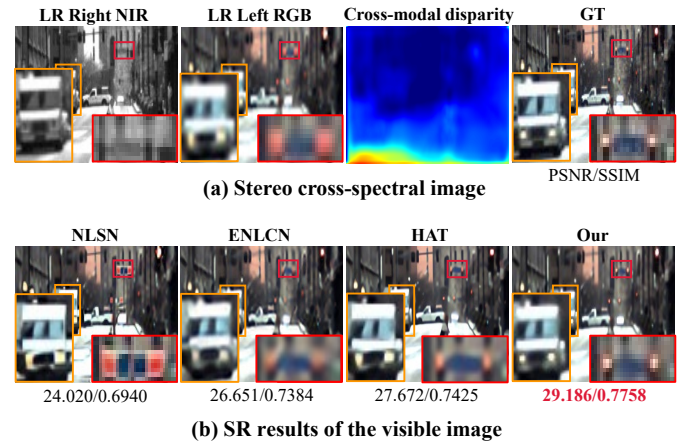 LR Right NIR LR Left RGB Cross-modal disparity GT
PSNR/SSIM
(a) Stereo cross-spectral image
NLSN ENLCN HAT Our
24.020/0.6940 26.651/0.7384 27.672/0.7425 29.186/0.7758
(b) SR results of the visible image